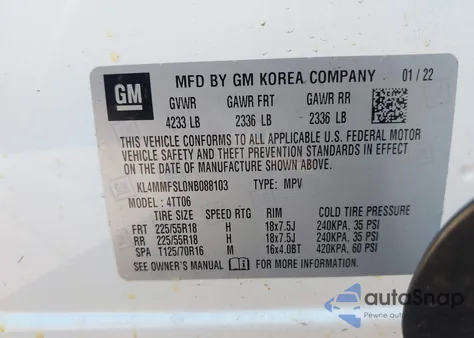 GM
MFD BY GM KOREA COMPANY 01/22
GVWR GAWR FRT GAWR RR
4233 LB 2336 LB 2336 LB
THIS VEHICLE CONFORMS TO ALL APPLICABLE U.S. FEDERAL MOTOR
VEHICLE SAFETY AND THEFT PREVENTION STANDARDS IN EFFECT
ON THE DATE OF MANUFACTURE SHOWN ABOVE.
KL4MMFSL0NB088103 TYPE: MPV
MODEL: 4TT06
TIRE SIZE SPEED RTG RIM COLD TIRE PRESSURE
FRT 225/55R18 H 18x7.5J 240KPA, 35 PSI
RR 225/55R18 H 18x7.5J 240KPA, 35 PSI
SPA T125/70R16 M 16x4.0BT 420KPA, 60 PSI
SEE OWNER'S MANUAL FOR MORE INFORMATION.
autoSnap
Pewne auto